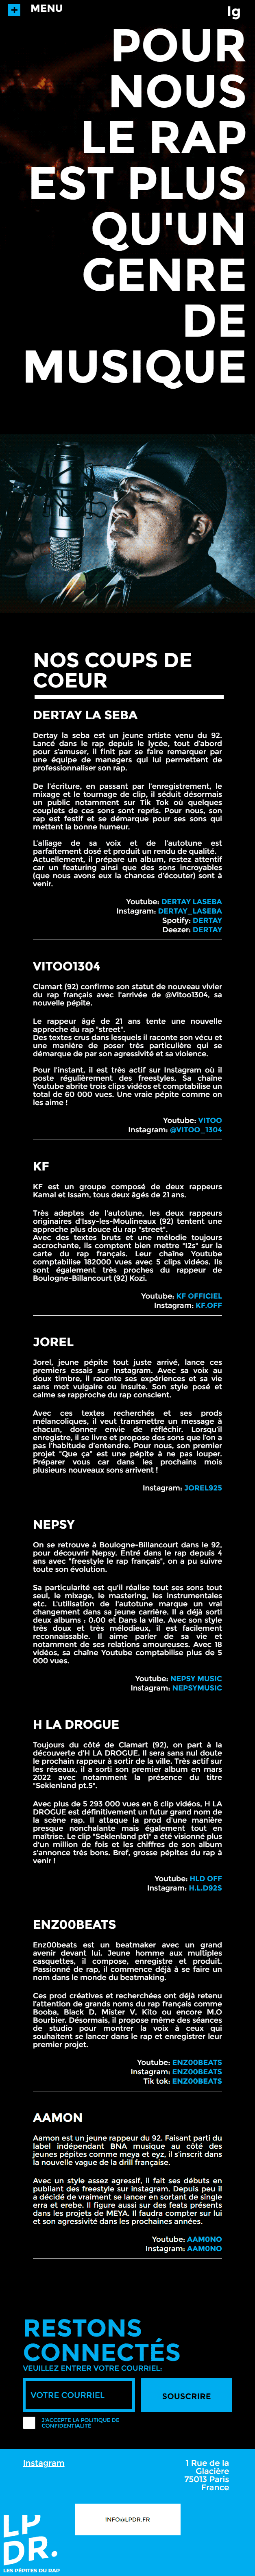 + MENU
Ig
POUR
NOUS
LE RAP
EST PLUS
QU'UN
GENRE
DE
MUSIQUE
NOS COUPS DE
COEUR
DERTAY LA SEBA
Dertay la seba est un jeune artiste venu du 92.
Lancé dans le rap depuis le lycée, tout d'abord
pour s'amuser, il finit par se faire remarquer par
une équipe de managers qui lui permettent de
professionnaliser son rap.
De l'écriture, en passant par l'enregistrement, le
mixage et le tournage de clip, il séduit désormais
un public notamment sur Tik Tok où quelques
couplets de ces sons sont repris. Pour nous, son
rap est festif et se démarque pour ses sons qui
mettent la bonne humeur.
L'alliage de sa voix et de l'autotune est
parfaitement dosé et produit un rendu de qualité.
Actuellement, il prépare un album, restez attentif
car un featuring ainsi que des sons incroyables
(que nous avons eux la chances d'écouter) sont à
venir.
Youtube: DERTAY LASEBA
Instagram: DERTAY_LASEBA
Spotify: DERTAY
Deezer: DERTAY
VITOO1304
Clamart (92) confirme son statut de nouveau vivier
du rap français avec l'arrivée de @Vitoo1304, sa
nouvelle pépite.
Le rappeur âgé de 21 ans tente une nouvelle
approche du rap "street".
Des textes crus dans lesquels il raconte son vécu et
une manière de poser très particulière qui se
démarque de par son agressivité et sa violence.
Pour l'instant, il est très actif sur Instagram où il
poste régulièrement des freestyles. Sa chaîne
Youtube abrite trois clips vidéos et comptabilise un
total de 60 000 vues. Une vraie pépite comme on
les aime !
Youtube: VITOO
Instagram: @VITOO_1304
KF
KF est un groupe composé de deux rappeurs
Kamal et Issam, tous deux âgés de 21 ans.
Très adeptes de l'autotune, les deux rappeurs
originaires d'Issy-les-Moulineaux (92) tentent une
approche plus douce du rap "street".
Avec des textes bruts et une mélodie toujours
accrochante, ils comptent bien mettre "I2s" sur la
carte du rap français. Leur chaîne Youtube
comptabilise 182000 vues avec 5 clips vidéos. Ils
sont également très proches du rappeur de
Boulogne-Billancourt (92) Kozi.
Youtube: KF OFFICIEL
Instagram: KF.OFF
JOREL
Jorel, jeune pépite tout juste arrivé, lance ces
premiers essais sur Instagram. Avec sa voix au
doux timbre, il raconte ses expériences et sa vie
sans mot vulgaire ou insulte. Son style posé et
calme se rapproche du rap conscient.
Avec ces textes recherchés et ses prods
mélancoliques, il veut transmettre un message à
chacun, donner envie de réfléchir. Lorsqu'il
enregistre, il se livre et propose des sons que l'on a
pas l'habitude d'entendre. Pour nous, son premier
projet "Que ça" est une pépite à ne pas louper.
Préparer vous car dans les prochains mois
plusieurs nouveaux sons arrivent !
Instagram: JOREL925
NEPSY
On se retrouve à Boulogne-Billancourt dans le 92,
pour découvrir Nepsy. Entré dans le rap depuis 4
ans avec "freestyle le rap français", on a pu suivre
toute son évolution.
Sa particularité est qu'il réalise tout ses sons tout
seul, le mixage, le mastering, les instrumentales
etc. L'utilisation de l'autotune marque un vrai
changement dans sa jeune carrière. Il a déjà sorti
deux albums : 0.00 et Dans la ville. Avec son style
très doux et très mélodieux, il est facilement
reconnaissable. Il aime parler de sa vie et
notamment de ses relations amoureuses. Avec 18
vidéos, sa chaîne Youtube comptabilise plus de 5
000 vues.
Youtube: NEPSY MUSIC
Instagram: NEPSYMUSIC
H LA DROGUE
Toujours du côté de Clamart (92), on part à la
découverte d'H LA DROGUE. Il sera sans nul doute
le prochain rappeur à sortir de la ville. Très actif sur
les réseaux, il a sorti son premier album en mars
2022 avec notamment la présence du titre
"Seklenland pt.5".
Avec plus de 5 293 000 vues en 8 clip vidéos, H LA
DROGUE est définitivement un futur grand nom de
la scène rap. Il attaque la prod d'une manière
presque nonchalante mais également tout en
maîtrise. Le clip "Seklenland pt1" a été visionné plus
d'un million de fois et les chiffres de son album
s'annonce très bons. Bref, grosse pépites du rap à
venir !
Youtube: HLD OFF
Instagram: H.L.D92S
ENZ00BEATS
Enz00beats est un beatmaker avec un grand
avenir devant lui. Jeune homme aux multiples
casquettes, il compose, enregistre et produit.
Passionné de rap, il commence déjà à se faire un
nom dans le monde du beatmaking.
Ces prod créatives et recherchées ont déjà retenu
l'attention de grands noms du rap français comme
Booba, Black D, Mister V, Kito ou encore M.O
Bourbier. Désormais, il propose même des séances
de studio pour montrer la voix à ceux qui
souhaitent se lancer dans le rap et enregistrer leur
premier projet.
Youtube: ENZ00BEATS
Instagram: ENZ00BEATS
Tik tok: ENZ00BEATS
AAMON
Aamon est un jeune rappeur du 92. Faisant parti du
label indépendant BNA musique au côté des
jeunes pépites comme meya et eyz, il s'inscrit dans
la nouvelle vague de la drill française.
Avec un style assez agressif, il fait ses débuts en
publiant des freestyle sur instagram. Depuis peu il
a décidé de vraiment se lancer en sortant de single
erra et erebe. Il figure aussi sur des feats présents
dans les projets de MEYA. Il faudra compter sur lui
et son agressivité dans les prochaines années.
Youtube: AAM0NO
Instagram: AAM0NO
RESTONS
CONNECTÉS
VEUILLEZ ENTRER VOTRE COURRIEL:
VOTRE COURRIEL
SOUSCRIRE
J'ACCEPTE LA POLITIQUE DE
CONFIDENTIALITÉ
Instagram
1 Rue de la
Glacière
75013 Paris
France
INFO@LPDR.FR
LP
DR.
LES PÉPITES DU RAP